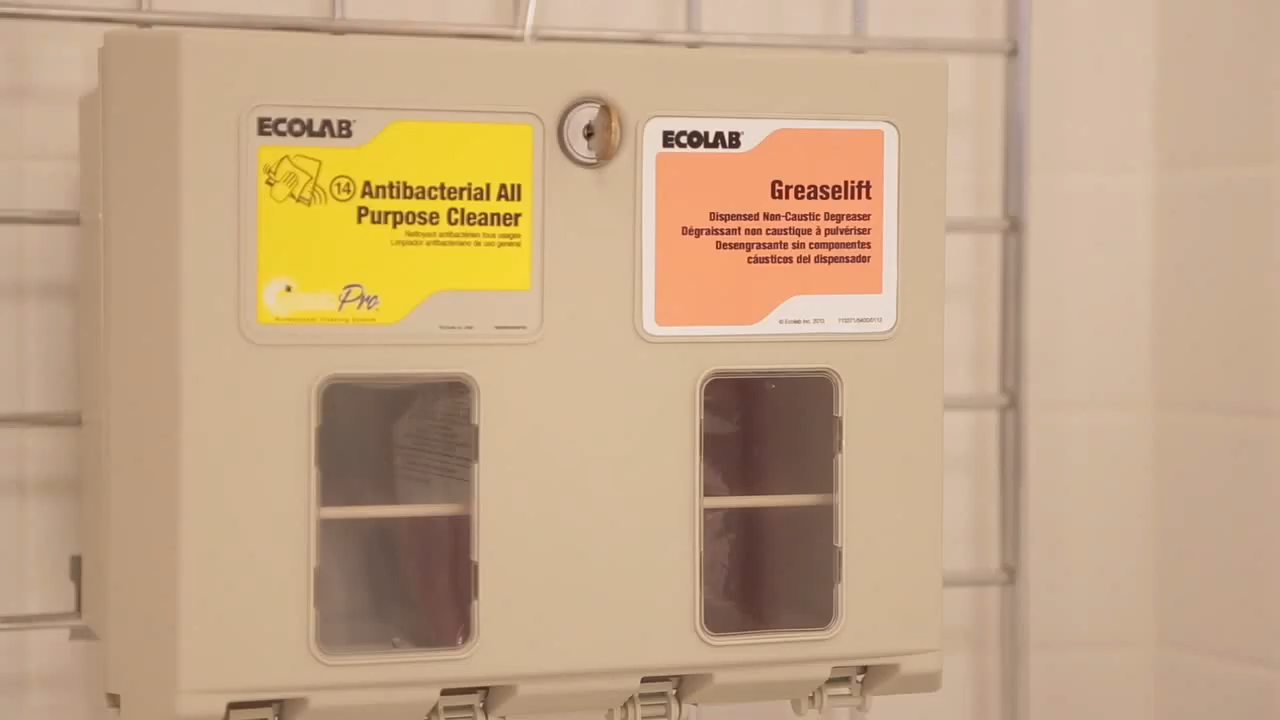 ECOLAB
14 Antibacterial All
Purpose Cleaner
Nettoyant antibactérien tous usages
Limpiador antibacteriano de uso general
Pro
ECOLAB
Greaselift
Dispensed Non-Caustic Degreaser
Dégraissant non caustique à pulvériser
Desengrasante sin componentes
cáusticos del dispensador
© Ecolab Inc. 2013